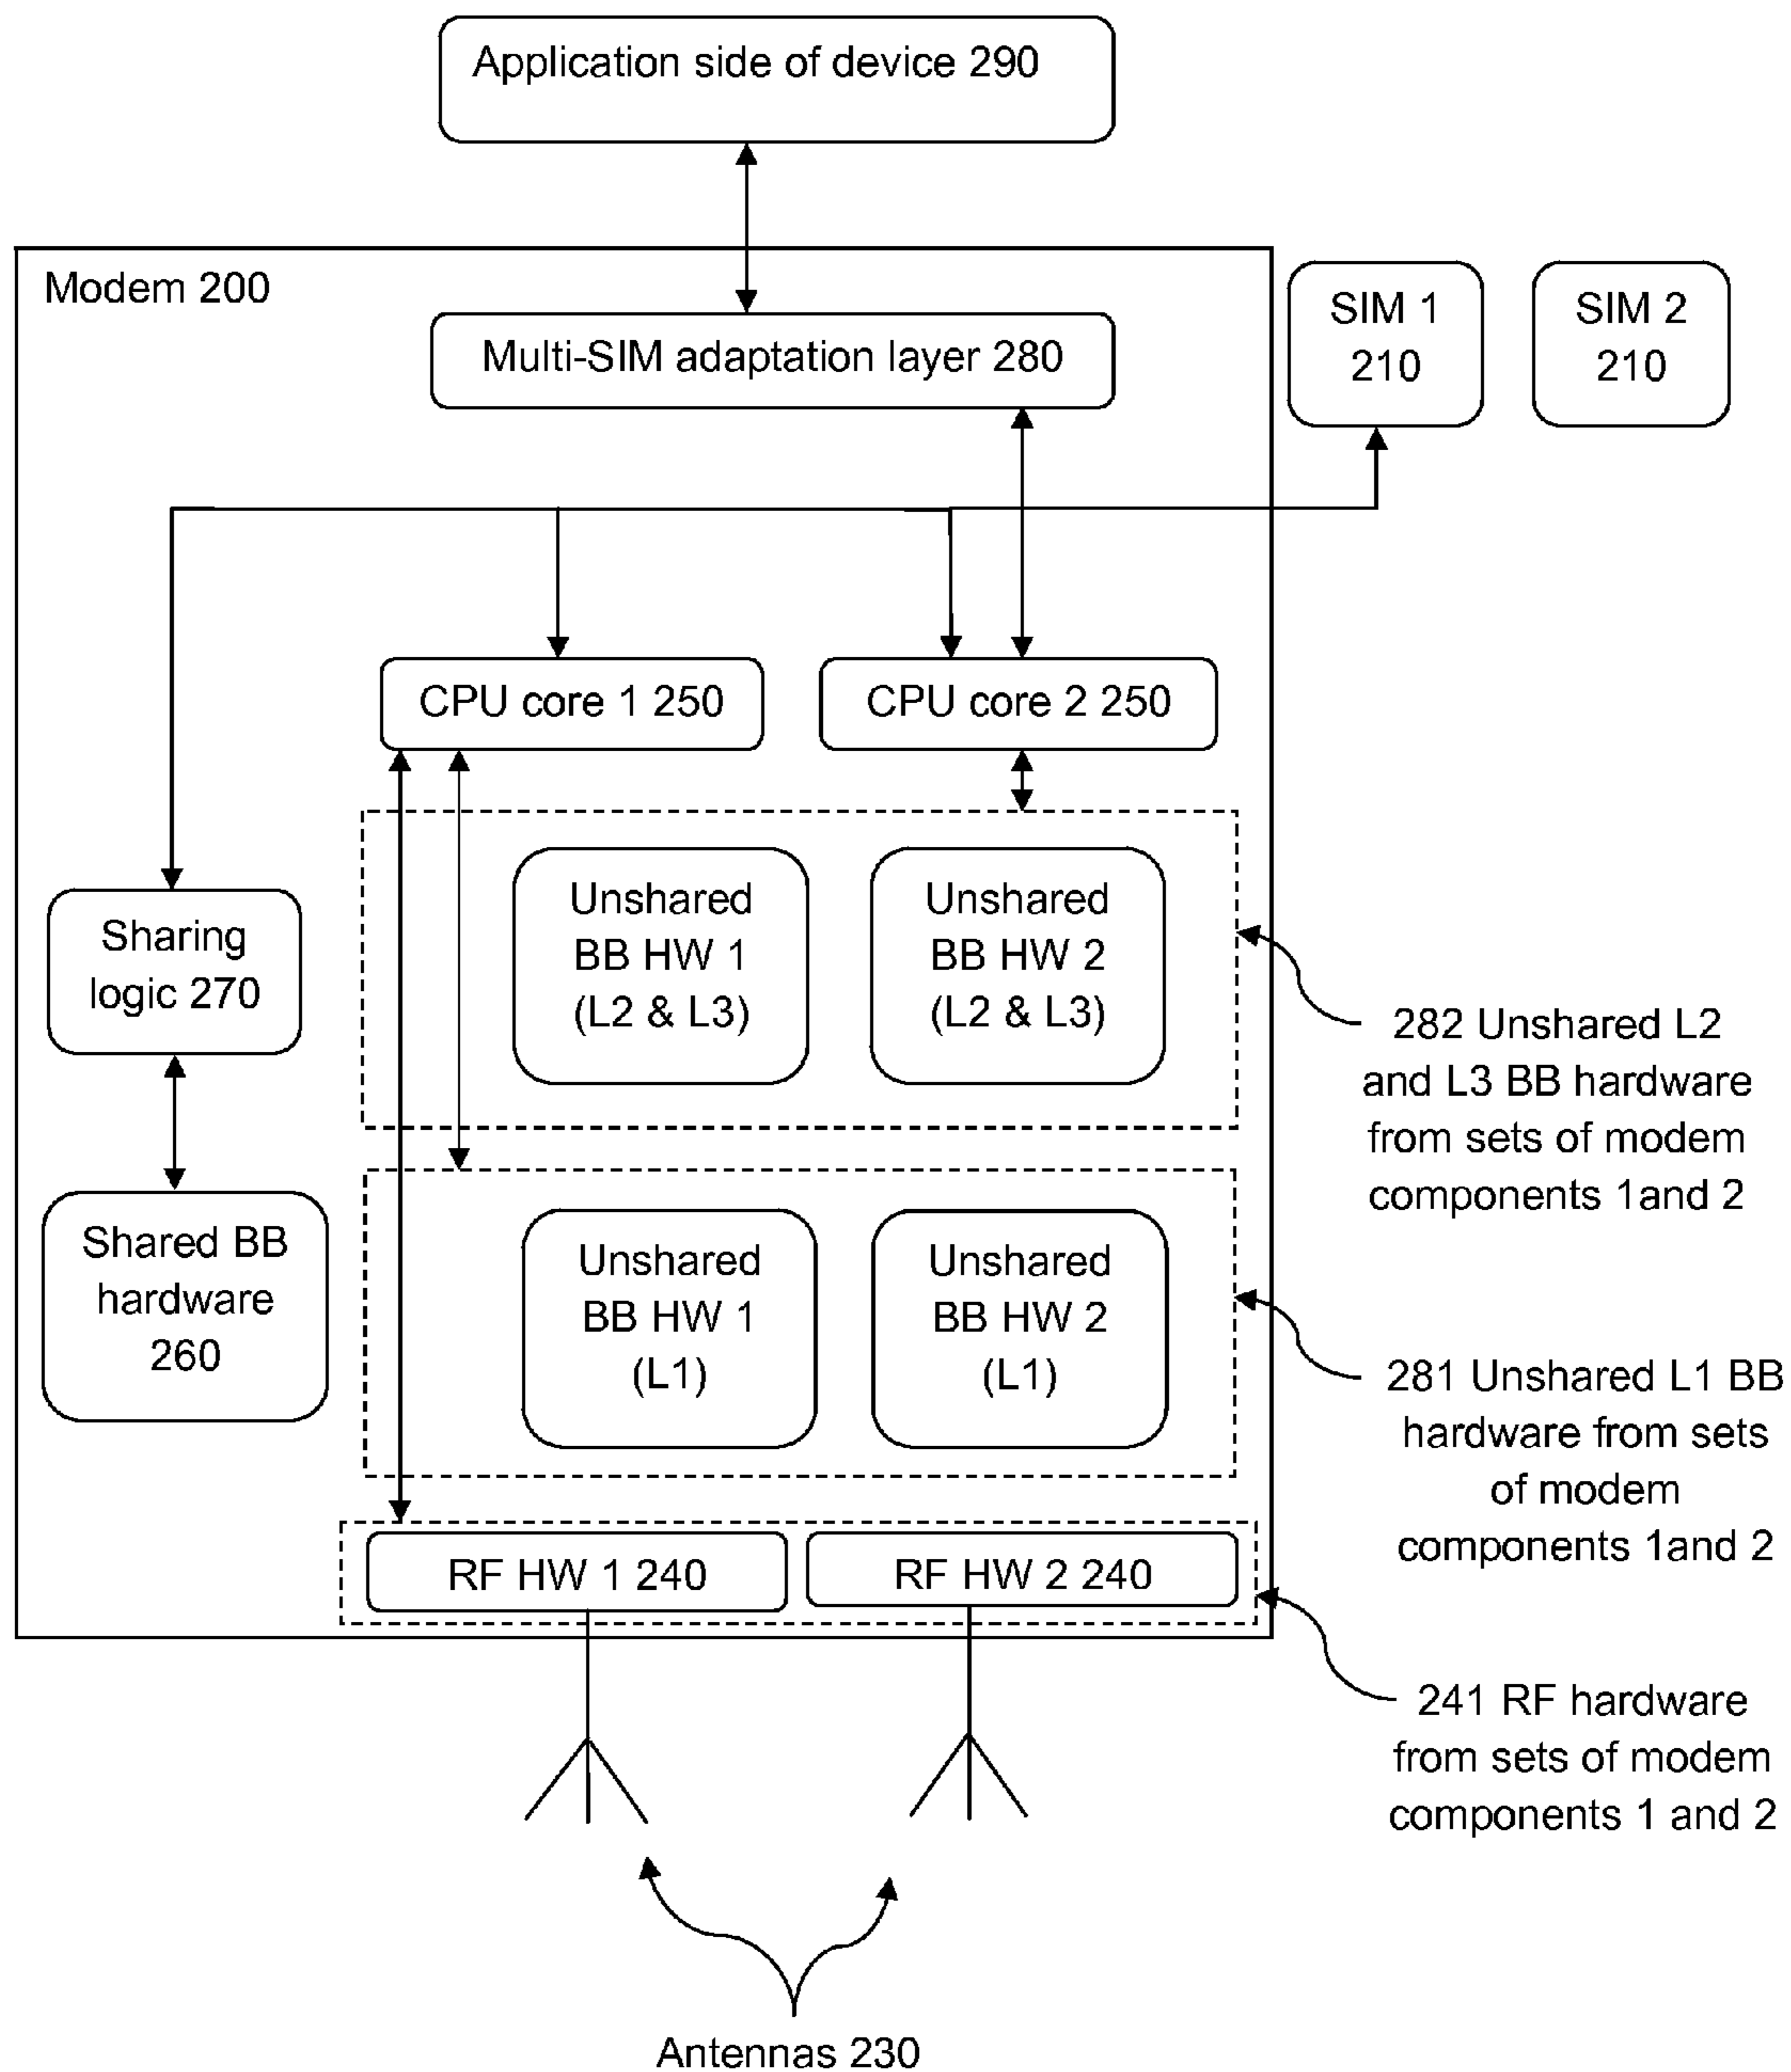 Application side of device 290
Modem 200
Multi-SIM adaptation layer 280
SIM 1
210
SIM 2
210
CPU core 1 250
CPU core 2 250
Sharing
logic 270
Unshared
BB HW 1
(L2 & L3)
Unshared
BB HW 2
(L2 & L3)
282 Unshared L2
and L3 BB hardware
from sets of modem
components 1and 2
Shared BB
hardware
260
Unshared
BB HW 1
(L1)
Unshared
BB HW 2
(L1)
281 Unshared L1 BB
hardware from sets
of modem
components 1and 2
RF HW 1 240
RF HW 2 240
241 RF hardware
from sets of modem
components 1 and 2
Antennas 230